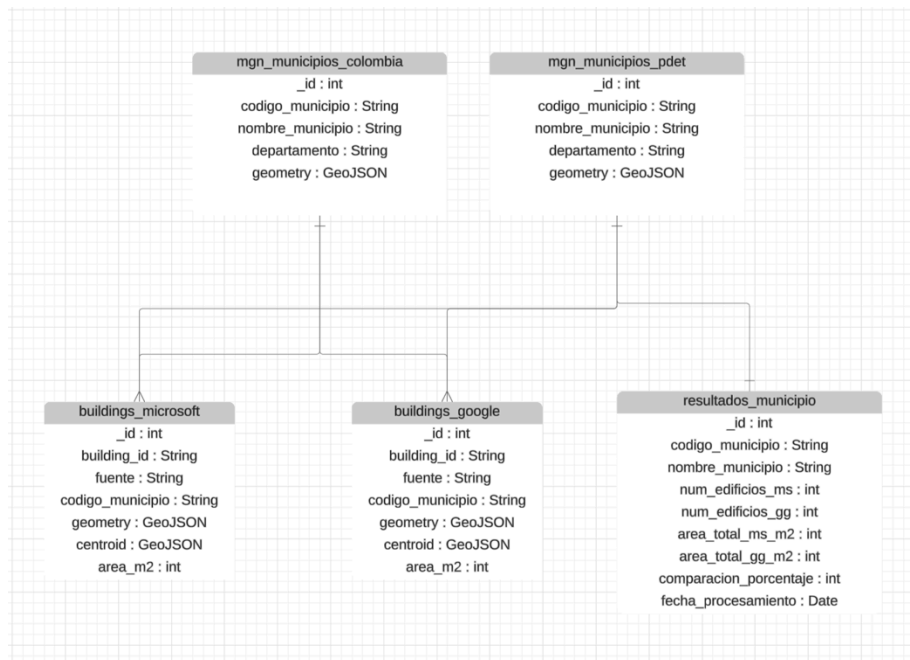 mgn_municipios_colombia
_id : int
codigo_municipio : String
nombre_municipio : String
departamento : String
geometry : GeoJSON
mgn_municipios_pdet
_id : int
codigo_municipio : String
nombre_municipio : String
departamento : String
geometry : GeoJSON
buildings_microsoft
_id : int
building_id : String
fuente : String
codigo_municipio : String
geometry : GeoJSON
centroid : GeoJSON
area_m2 : int
buildings_google
_id : int
building_id : String
fuente : String
codigo_municipio : String
geometry : GeoJSON
centroid : GeoJSON
area_m2 : int
resultados_municipio
_id : int
codigo_municipio : String
nombre_municipio : String
num_edificios_ms : int
num_edificios_gg : int
area_total_ms_m2 : int
area_total_gg_m2 : int
comparacion_porcentaje : int
fecha_procesamiento : Date